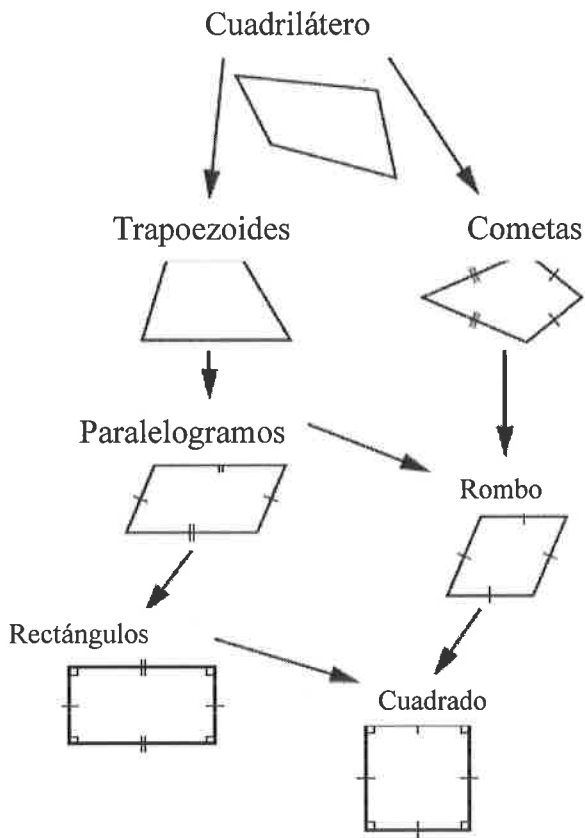 Cuadrilátero
Trapoezoides
Cometas
Paralelogramos
Rombo
Rectángulos
Cuadrado